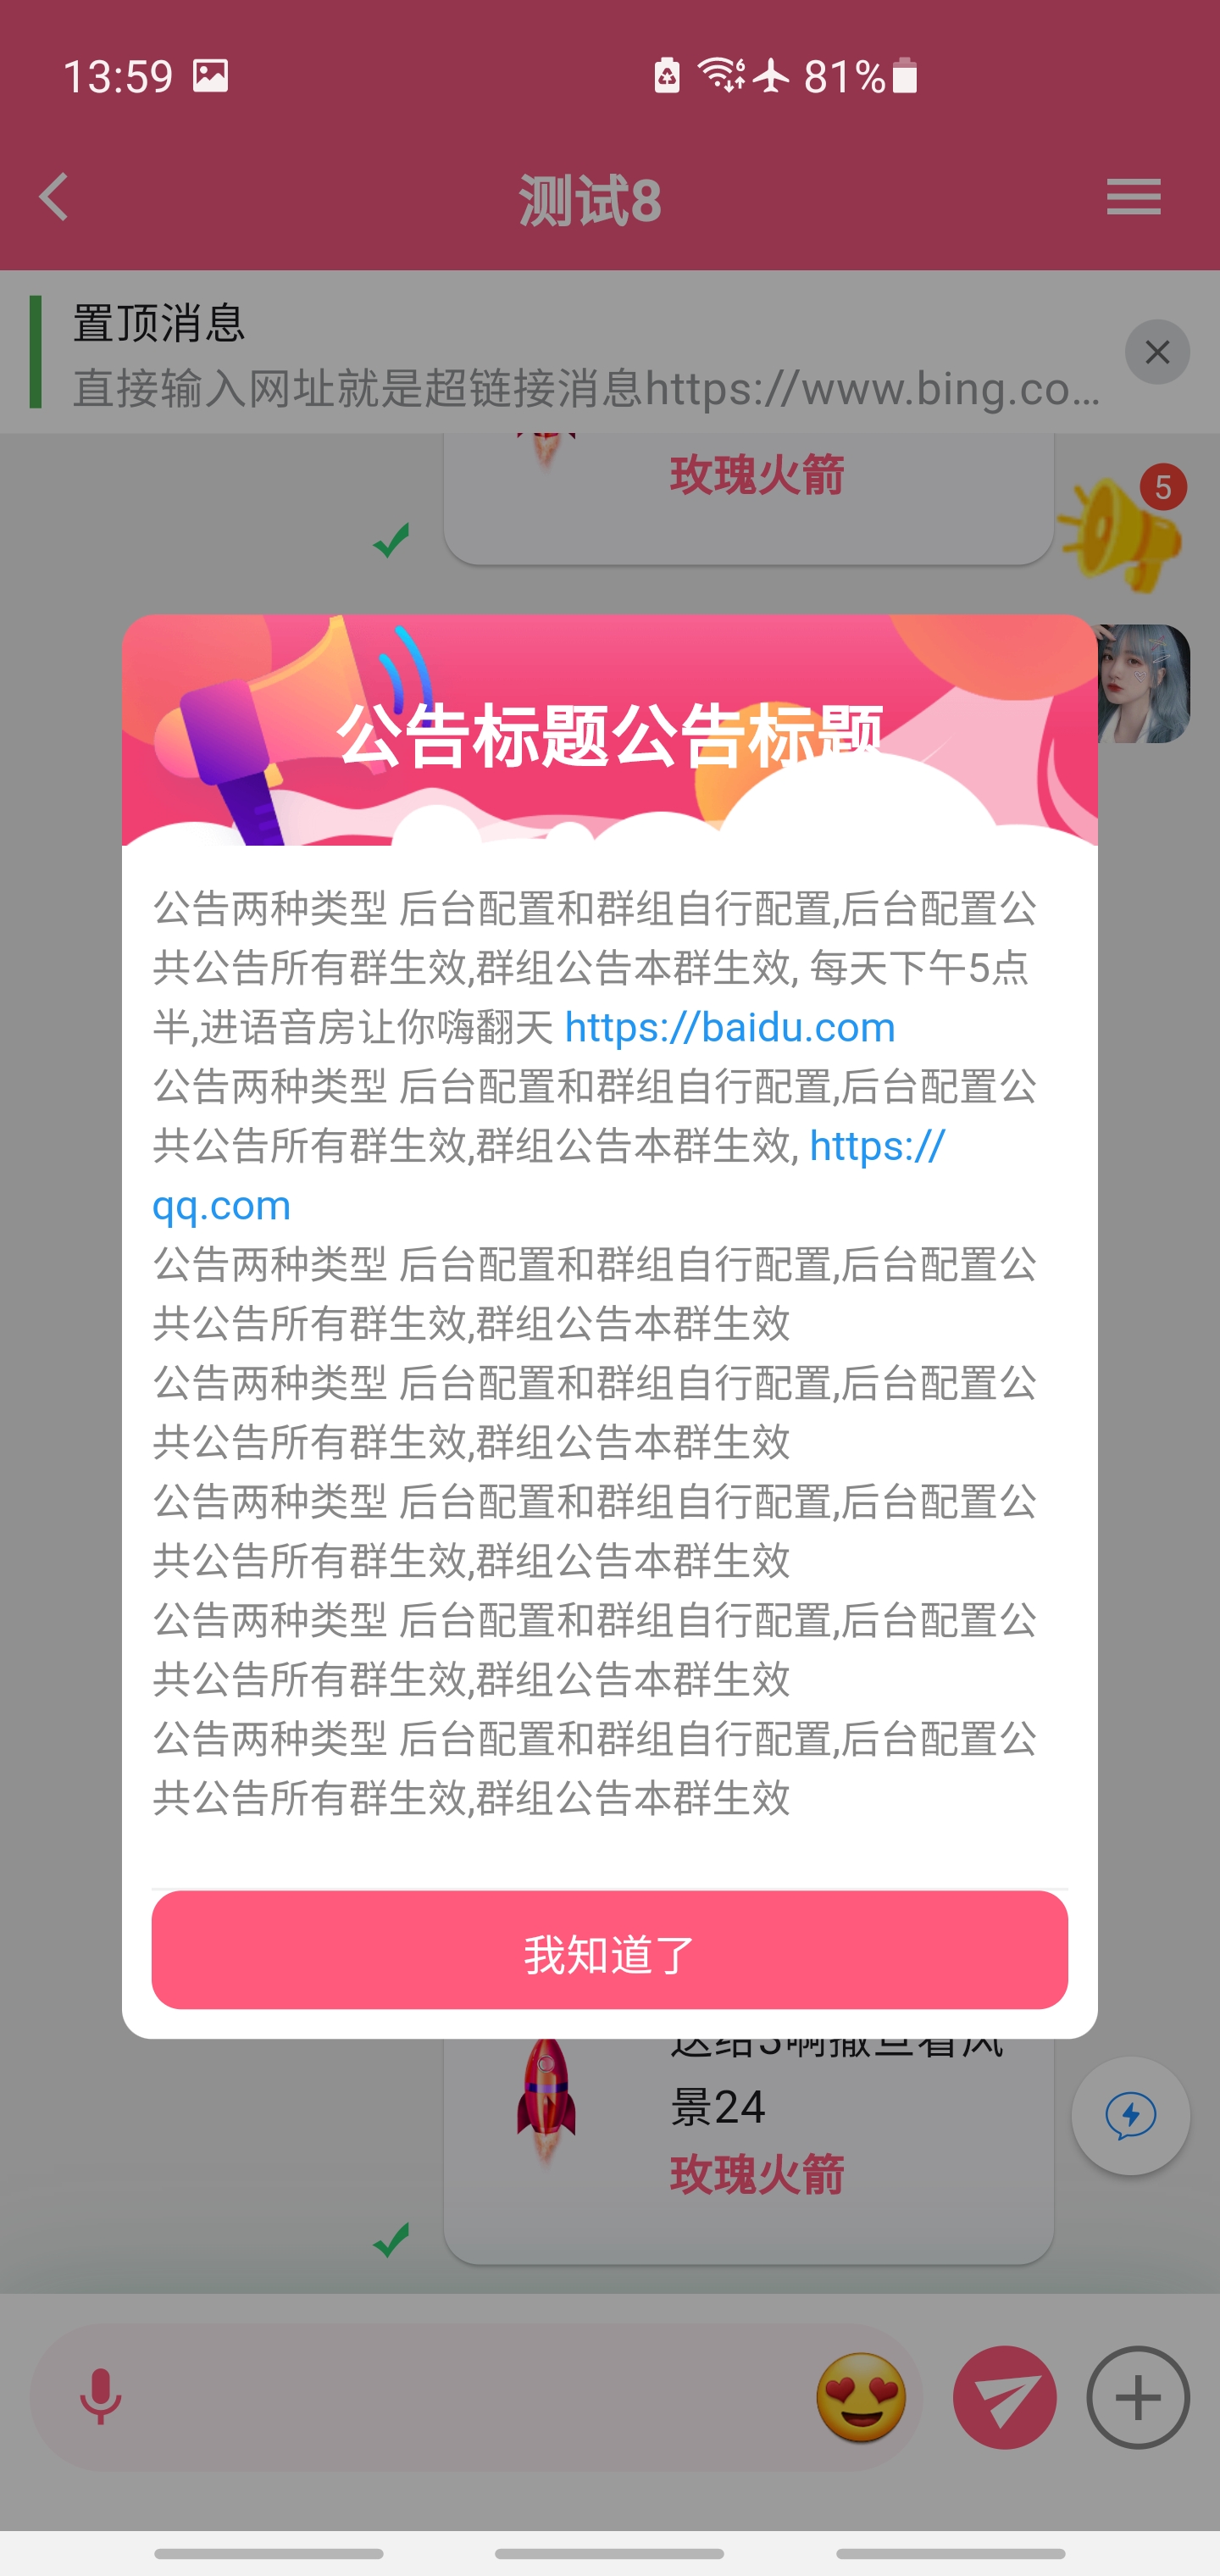 13:59
6 81%
测试8
置顶消息
直接输入网址就是超链接消息https://www.bing.co...
玫瑰火箭
5
公告标题公告标题
公告两种类型 后台配置和群组自行配置,后台配置公
共公告所有群生效,群组公告本群生效, 每天下午5点
半,进语音房让你嗨翻天 https://baidu.com
公告两种类型 后台配置和群组自行配置,后台配置公
共公告所有群生效,群组公告本群生效, https://
qq.com
公告两种类型 后台配置和群组自行配置,后台配置公
共公告所有群生效,群组公告本群生效
公告两种类型 后台配置和群组自行配置,后台配置公
共公告所有群生效,群组公告本群生效
公告两种类型 后台配置和群组自行配置,后台配置公
共公告所有群生效,群组公告本群生效
公告两种类型 后台配置和群组自行配置,后台配置公
共公告所有群生效,群组公告本群生效
公告两种类型 后台配置和群组自行配置,后台配置公
共公告所有群生效,群组公告本群生效
我知道了
景24
玫瑰火箭